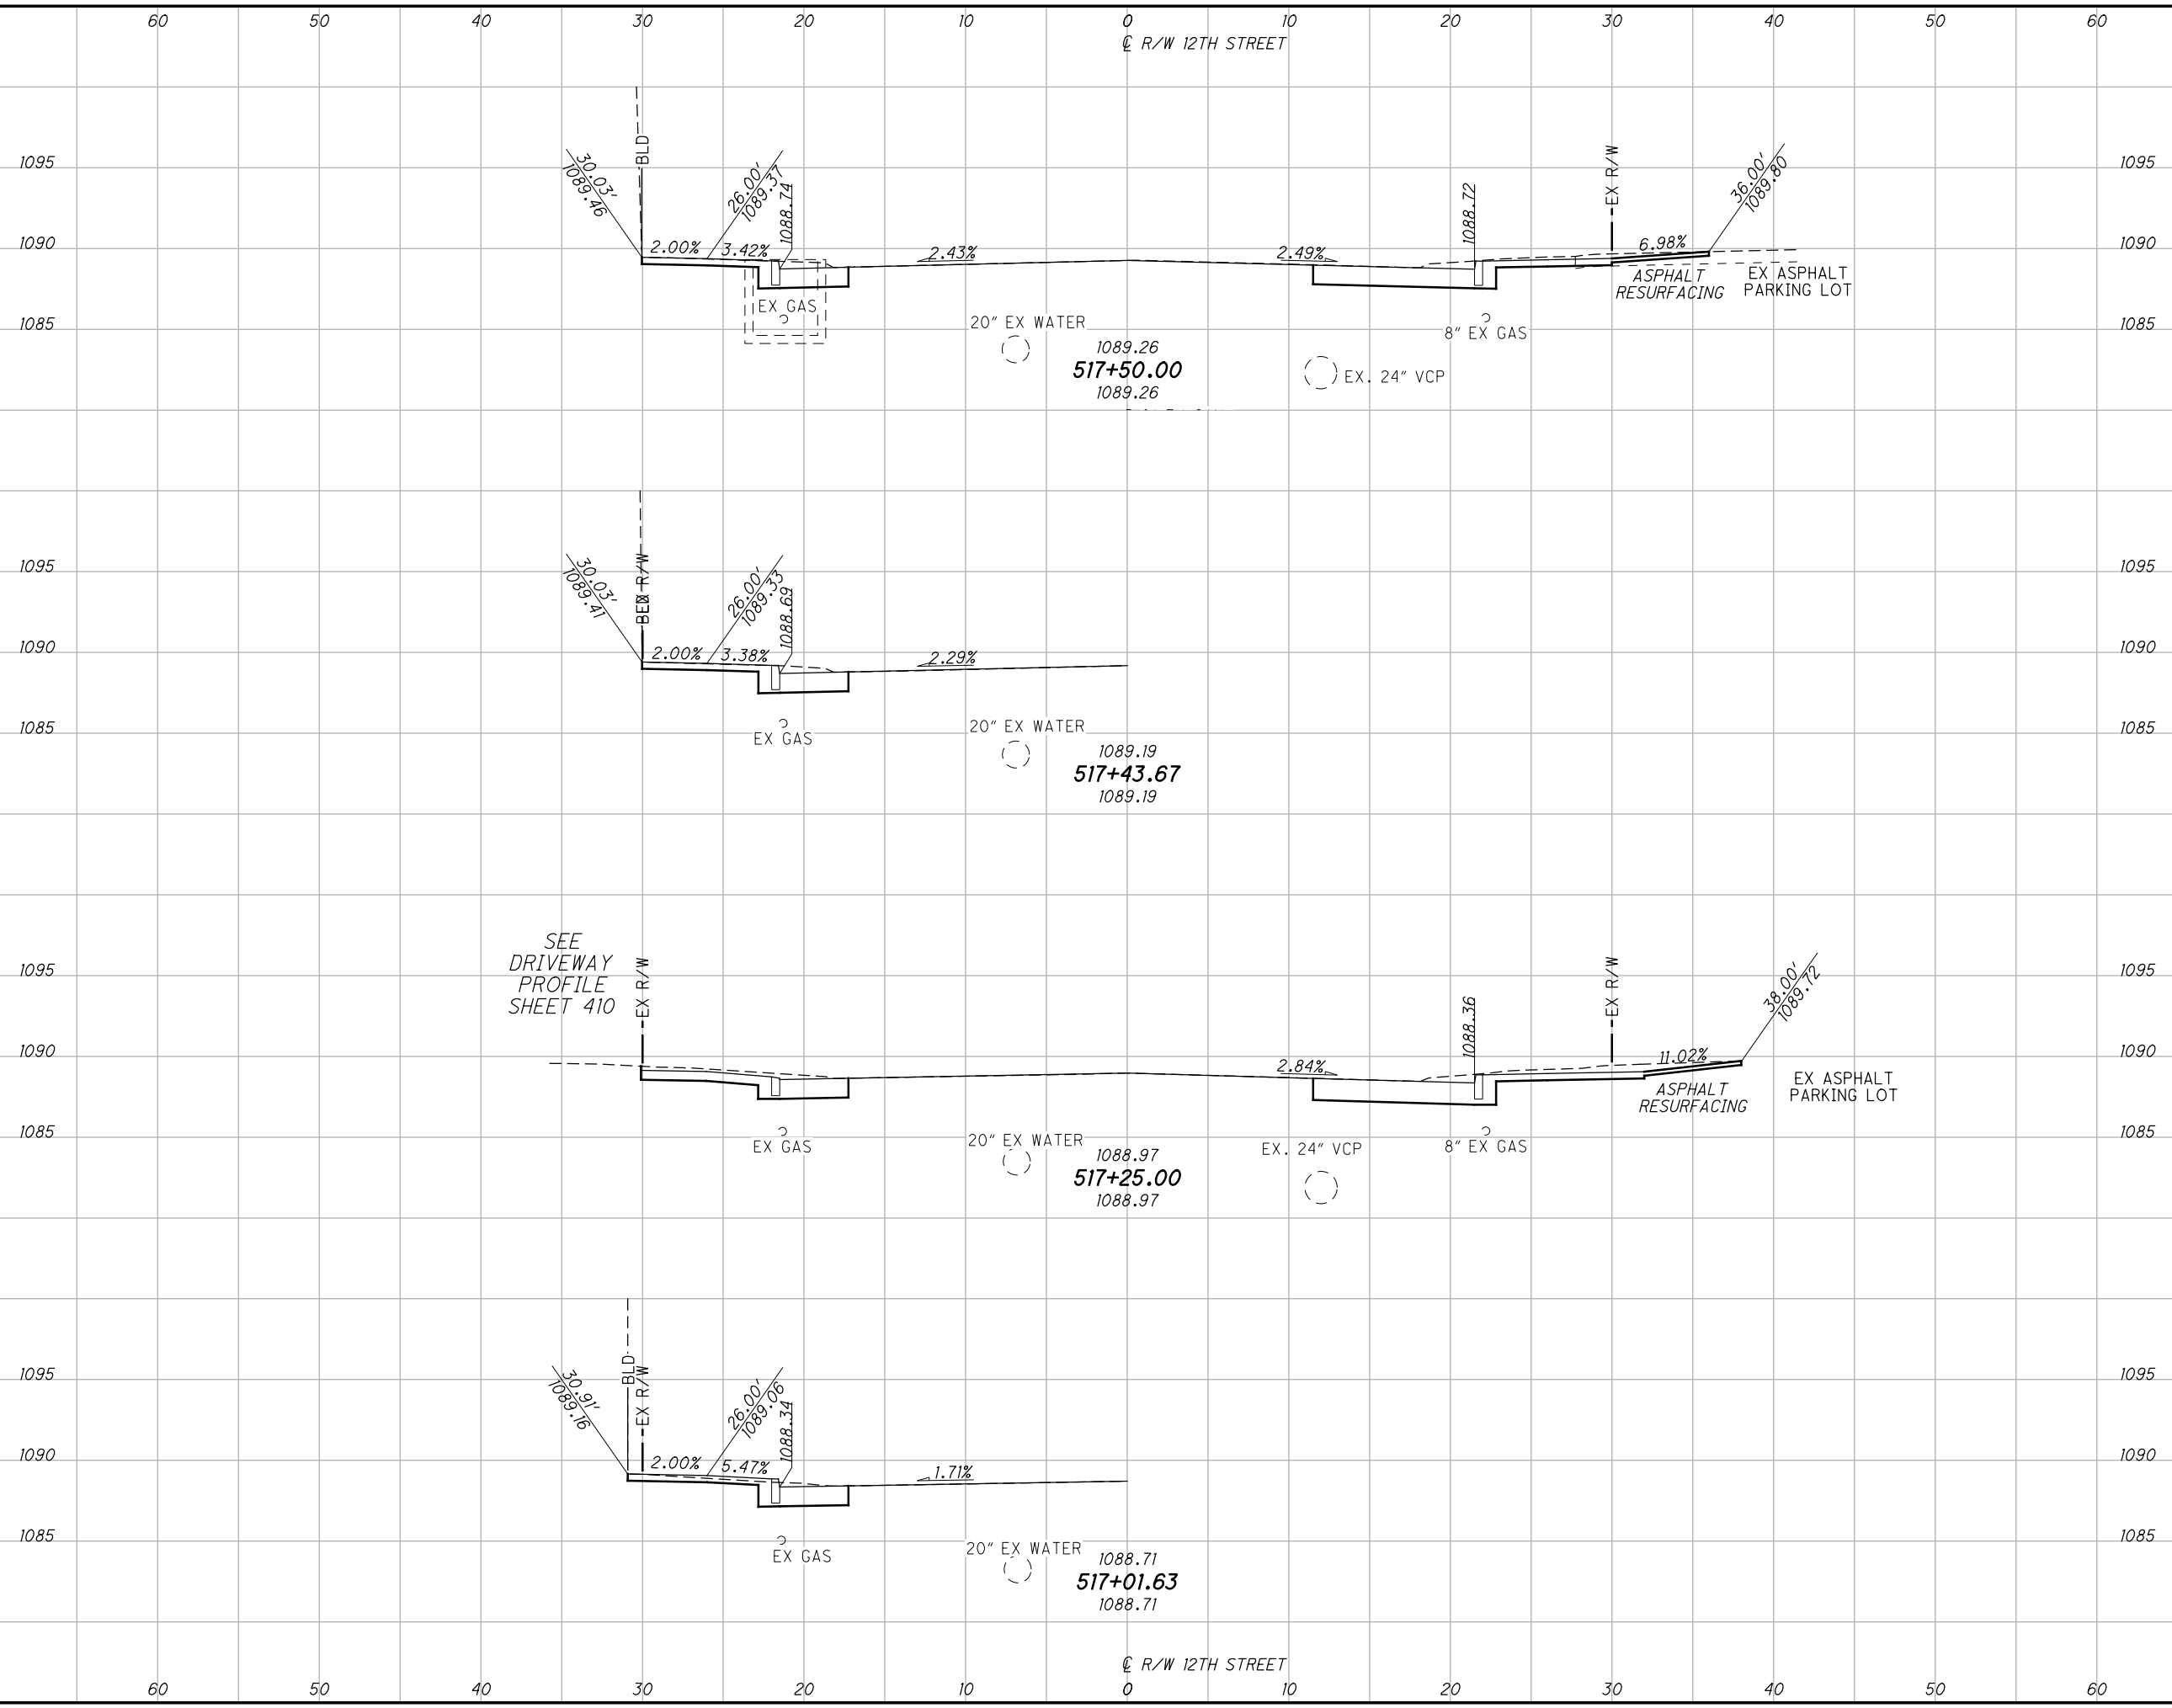 60 50 40 30 20 10 0 10 20 30 40 50 60
℄ R/W 12TH STREET
BLD
EX R/W
1095 1095
30.03'
1089.46
26.00'
1089.37
1088.74
1088.72
36.00'
1089.80
1090 1090
2.00% 3.42% 2.43% 2.49% 6.98%
ASPHALT
RESURFACING
EX ASPHALT
PARKING LOT
EX GAS
1085 1085
20" EX WATER
8" EX GAS
1089.26
517+50.00
1089.26
EX. 24" VCP
EX R/W
1095 1095
30.03'
1089.41
26.00'
1089.33
1088.69
1090 1090
2.00% 3.38% 2.29%
1085 1085
EX GAS
20" EX WATER
1089.19
517+43.67
1089.19
SEE
DRIVEWAY
PROFILE
SHEET 410
EX R/W
EX R/W
1095 1095
1088.36
38.00'
1089.72
1090 1090
2.84% 11.02%
ASPHALT
RESURFACING
EX ASPHALT
PARKING LOT
1085 1085
EX GAS
20" EX WATER
EX. 24" VCP
8" EX GAS
1088.97
517+25.00
1088.97
BLD
EX R/W
1095 1095
30.91'
1089.16
26.00'
1089.06
1088.34
1090 1090
2.00% 5.47% 1.71%
1085 1085
EX GAS
20" EX WATER
1088.71
517+01.63
1088.71
℄ R/W 12TH STREET
60 50 40 30 20 10 0 10 20 30 40 50 60